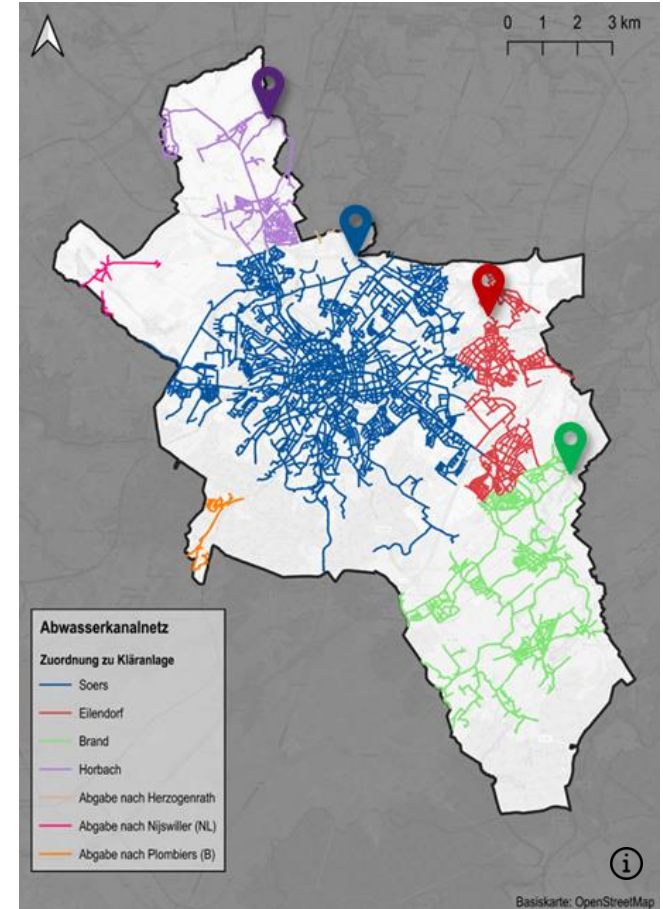 0 1 2 3 km
Abwasserkanalnetz
Zuordnung zu Kläranlage
Soers
Eilendorf
Brand
Horbach
Abgabe nach Herzogenrath
Abgabe nach Nijswiller (NL)
Abgabe nach Plombiers (B)
i
Basiskarte: OpenStreetMap